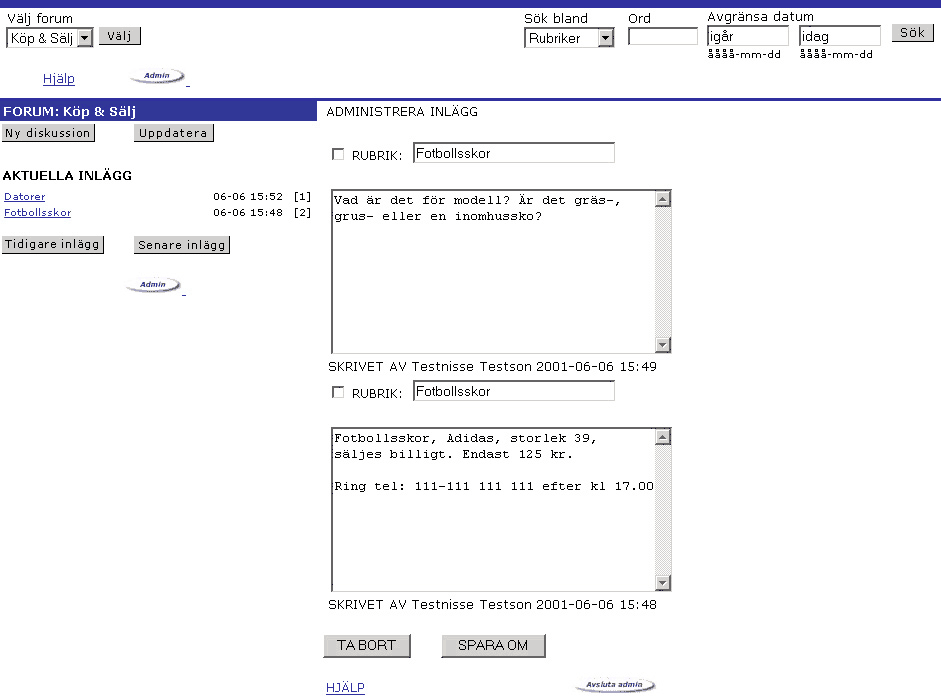 Välj forum
Köp & Sälj Välj
Sök bland Ord Avgränsa datum
Rubriker igår idag Sök
åååå-mm-dd åååå-mm-dd
Hjälp Admin
FORUM: Köp & Sälj
Ny diskussion Uppdatera
AKTUELLA INLÄGG
Datorer 06-06 15:52 [1]
Fotbollsskor 06-06 15:48 [2]
Tidigare inlägg Senare inlägg
Admin
ADMINISTRERA INLÄGG
RUBRIK: Fotbollsskor
Vad är det för modell? Är det gräs-,
grus- eller en inomhussko?
SKRIVET AV Testnisse Testson 2001-06-06 15:49
RUBRIK: Fotbollsskor
Fotbollsskor, Adidas, storlek 39,
säljes billigt. Endast 125 kr.
Ring tel: 111-111 111 111 efter kl 17.00
SKRIVET AV Testnisse Testson 2001-06-06 15:48
TA BORT SPARA OM
HJÄLP Avsluta admin